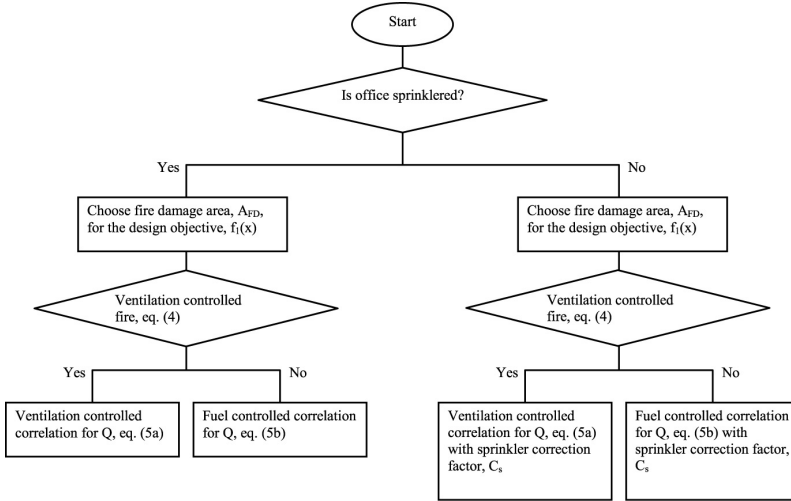 Start
Is office sprinklered?
Yes
No
Choose fire damage area, A_FD,
for the design objective, f₁(x)
Choose fire damage area, A_FD,
for the design objective, f₁(x)
Ventilation controlled
fire, eq. (4)
Ventilation controlled
fire, eq. (4)
Yes
No
Yes
No
Ventilation controlled
correlation for Q, eq. (5a)
Fuel controlled correlation
for Q, eq. (5b)
Ventilation controlled
correlation for Q, eq. (5a)
with sprinkler correction
factor, Cₛ
Fuel controlled correlation
for Q, eq. (5b) with
sprinkler correction factor,
Cₛ